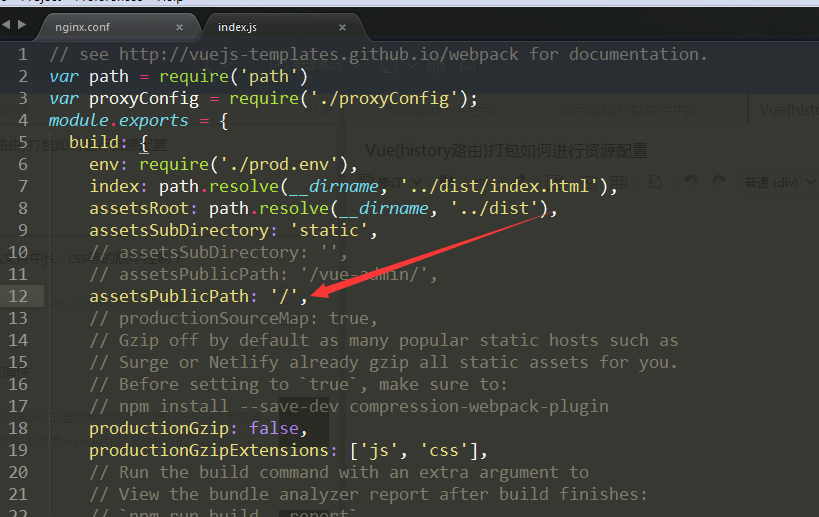 nginx.conf
index.js
1 // see http://vuejs-templates.github.io/webpack for documentation.
2 var path = require('path')
3 var proxyConfig = require('./proxyConfig');
4 module.exports = {
5 build: {
6 env: require('./prod.env'),
7 index: path.resolve(__dirname, '../dist/index.html'),
8 assetsRoot: path.resolve(__dirname, '../dist'),
9 assetsSubDirectory: 'static',
10 // assetsSubDirectory: '',
11 // assetsPublicPath: '/vue-admin/',
12 assetsPublicPath: '/',
13 // productionSourceMap: true,
14 // Gzip off by default as many popular static hosts such as
15 // Surge or Netlify already gzip all static assets for you.
16 // Before setting to `true`, make sure to:
17 // npm install --save-dev compression-webpack-plugin
18 productionGzip: false,
19 productionGzipExtensions: ['js', 'css'],
20 // Run the build command with an extra argument to
21 // View the bundle analyzer report after build finishes:
22 // `npm run build --report`
Vue(history路由)打包如何进行资源配置
普通 (div)